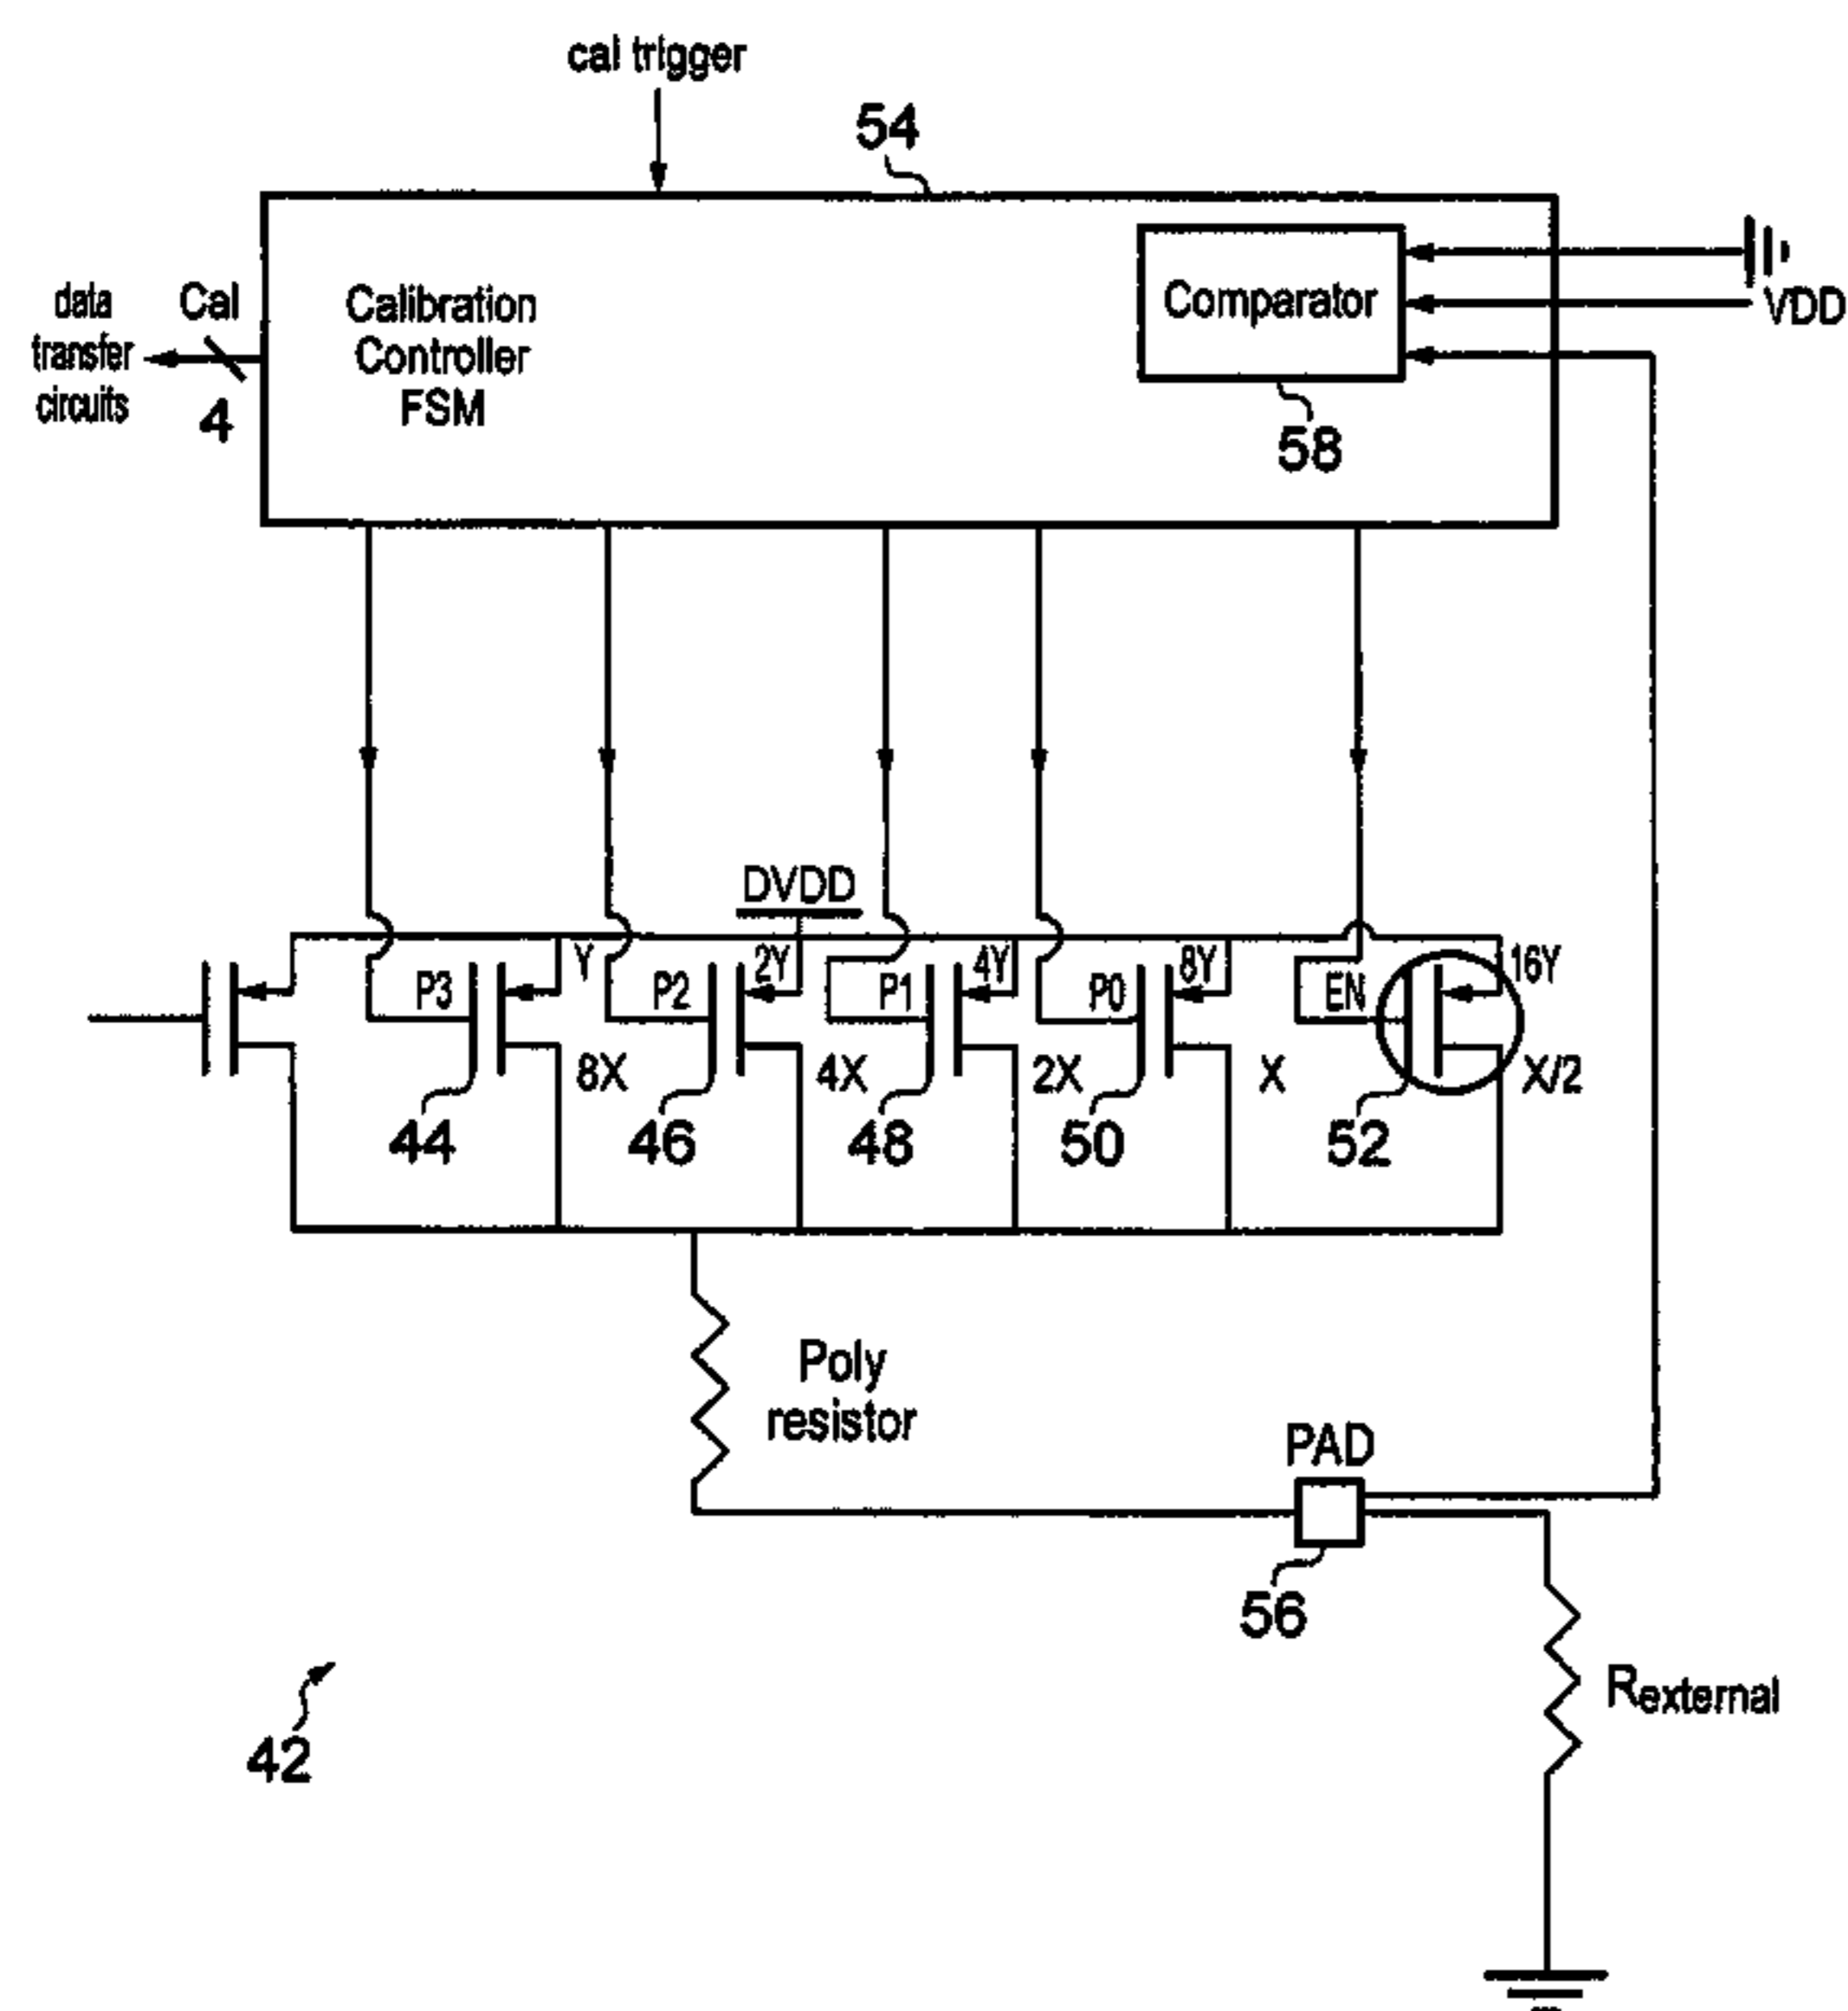 cal trigger
54
data
transfer
circuits
Cal
4
Calibration
Controller
FSM
Comparator
58
VDD
DVDD
P3
Y
P2
2Y
P1
4Y
P0
8Y
EN
16Y
8X
4X
2X
X
X/2
44
46
48
50
52
Poly
resistor
PAD
56
Rexternal
42